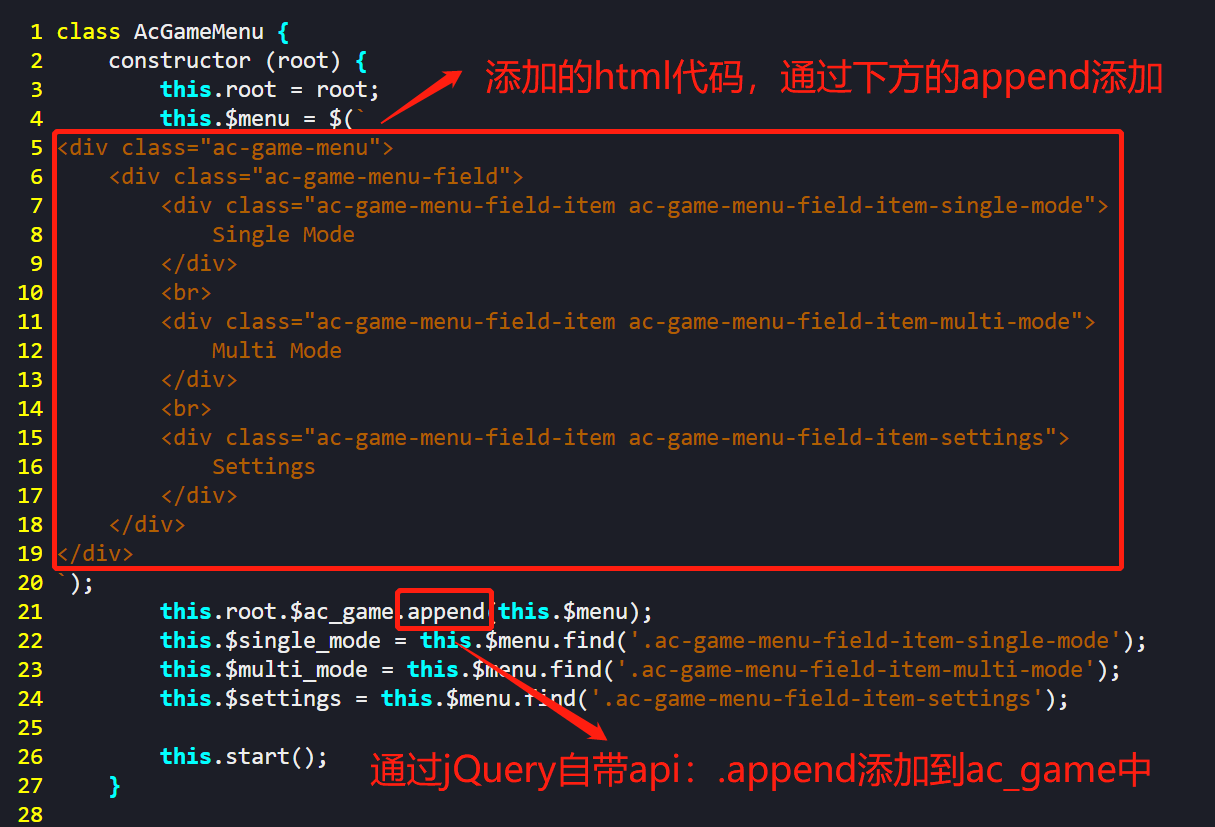 1 class AcGameMenu {
2     constructor (root) {
添加的html代码，通过下方的append添加
3         this.root = root;
4         this.$menu = $(`
5 <div class="ac-game-menu">
6     <div class="ac-game-menu-field">
7         <div class="ac-game-menu-field-item ac-game-menu-field-item-single-mode">
8             Single Mode
9         </div>
10         <br>
11         <div class="ac-game-menu-field-item ac-game-menu-field-item-multi-mode">
12             Multi Mode
13         </div>
14         <br>
15         <div class="ac-game-menu-field-item ac-game-menu-field-item-settings">
16             Settings
17         </div>
18     </div>
19 </div>
20 `);
21         this.root.$ac_game.append(this.$menu);
22         this.$single_mode = this.$menu.find('.ac-game-menu-field-item-single-mode');
23         this.$multi_mode = this.$menu.find('.ac-game-menu-field-item-multi-mode');
24         this.$settings = this.$menu.find('.ac-game-menu-field-item-settings');
25
26         this.start();
通过jQuery自带api：.append添加到ac_game中
27     }
28